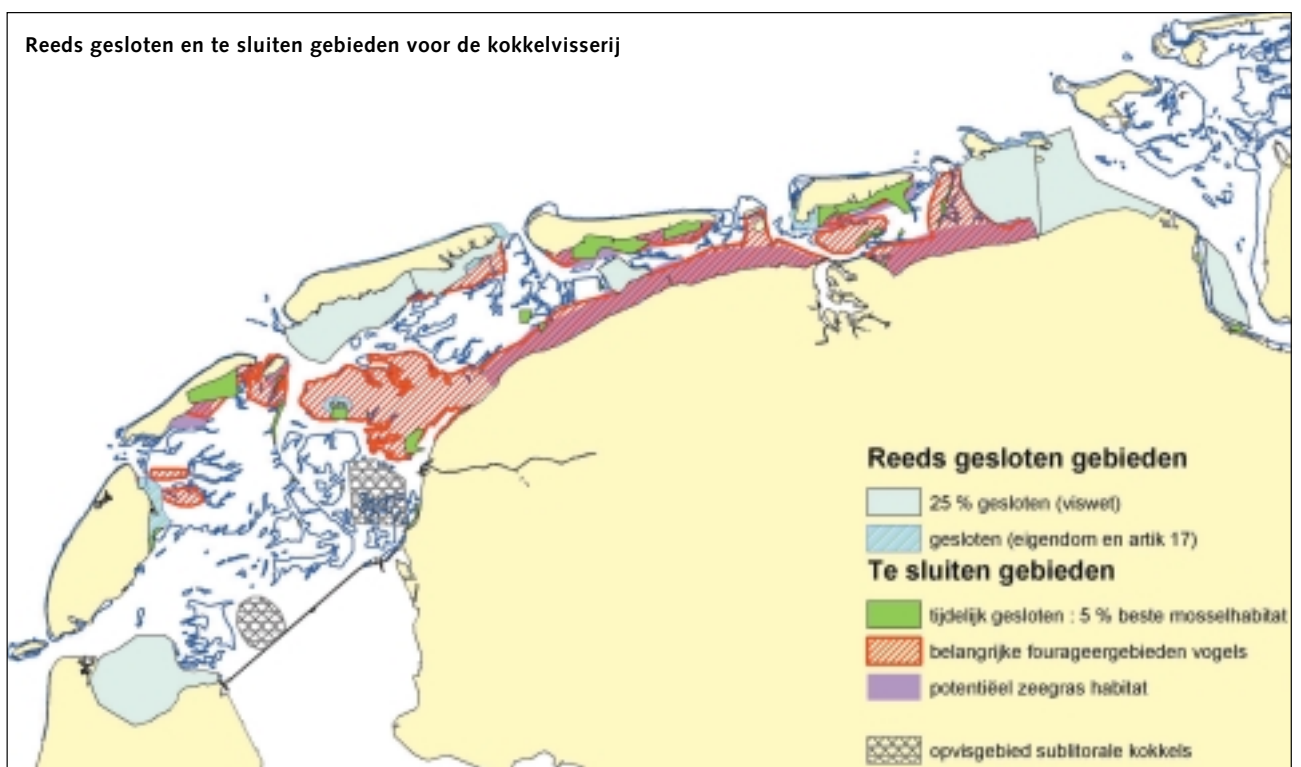 Reeds gesloten en te sluiten gebieden voor de kokkelvisserij
Reeds gesloten gebieden
25 % gesloten (viswet)
gesloten (eigendom en artik 17)
Te sluiten gebieden
tijdelijk gesloten : 5 % beste mosselhabitat
belangrijke fourageergebieden vogels
potentiëel zeegras habitat
opvisgebied sublitorale kokkels